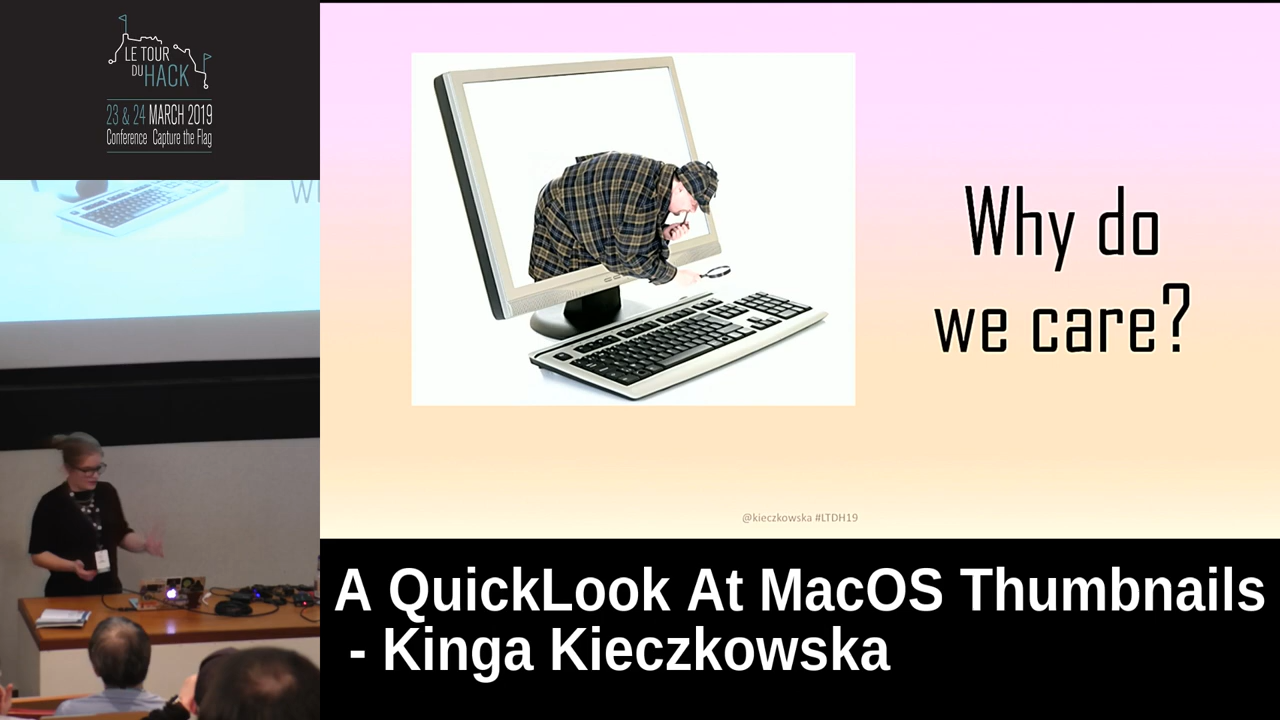 LE TOUR
DU HACK
23 & 24 MARCH 2019
Conference Capture the Flag
Why do
we care?
@kieczkowska #LTDH19
A QuickLook At MacOS Thumbnails
- Kinga Kieczkowska